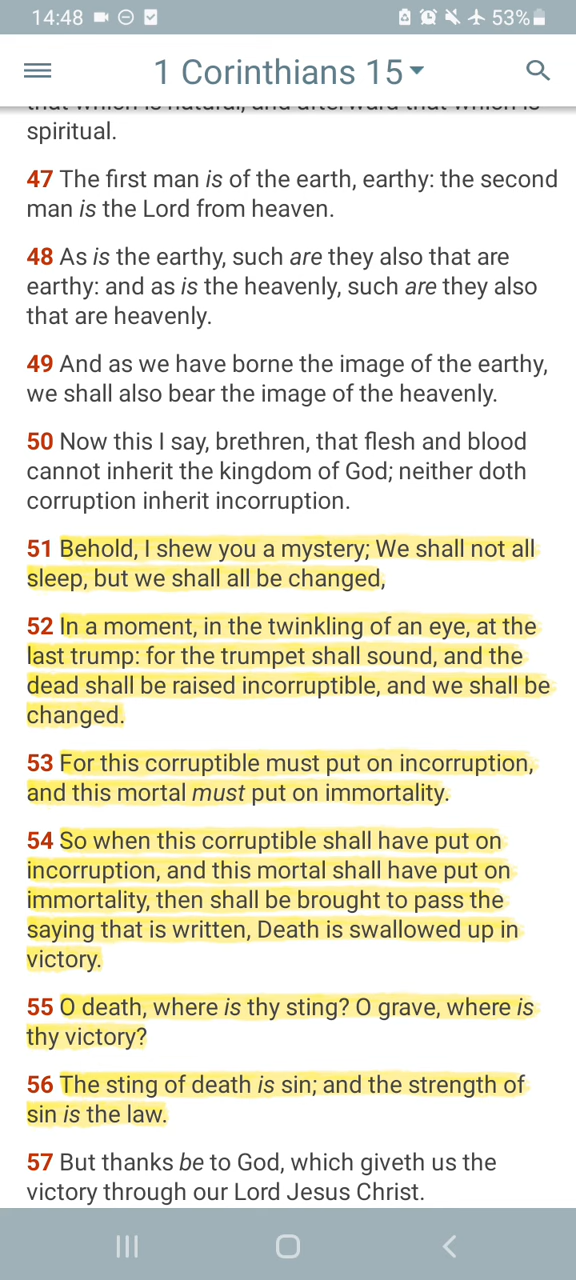 14:48 53%
1 Corinthians 15
that which is natural; and afterward that which is
spiritual.
47 The first man is of the earth, earthy: the second
man is the Lord from heaven.
48 As is the earthy, such are they also that are
earthy: and as is the heavenly, such are they also
that are heavenly.
49 And as we have borne the image of the earthy,
we shall also bear the image of the heavenly.
50 Now this I say, brethren, that flesh and blood
cannot inherit the kingdom of God; neither doth
corruption inherit incorruption.
51 Behold, I shew you a mystery; We shall not all
sleep, but we shall all be changed,
52 In a moment, in the twinkling of an eye, at the
last trump: for the trumpet shall sound, and the
dead shall be raised incorruptible, and we shall be
changed.
53 For this corruptible must put on incorruption,
and this mortal must put on immortality.
54 So when this corruptible shall have put on
incorruption, and this mortal shall have put on
immortality, then shall be brought to pass the
saying that is written, Death is swallowed up in
victory.
55 O death, where is thy sting? O grave, where is
thy victory?
56 The sting of death is sin; and the strength of
sin is the law.
57 But thanks be to God, which giveth us the
victory through our Lord Jesus Christ.